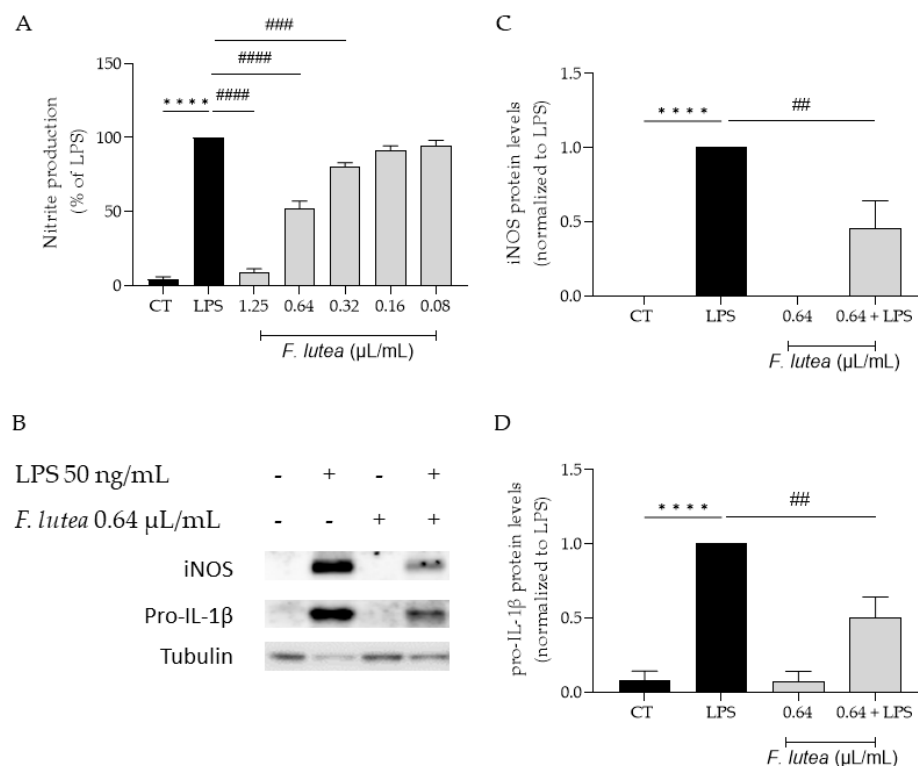 A
Nitrite production
(% of LPS)
150
100
50
0
* * * *
####
####
###
CT LPS 1.25 0.64 0.32 0.16 0.08
F. lutea (µL/mL)
B
LPS 50 ng/mL - + - +
F. lutea 0.64 µL/mL - - + +
iNOS
Pro-IL-1β
Tubulin
C
iNOS protein levels
(normalized to LPS)
1.5
1.0
0.5
0.0
* * * *
##
CT LPS 0.64 0.64 + LPS
F. lutea (µL/mL)
D
pro-IL-1β protein levels
(normalized to LPS)
1.5
1.0
0.5
0.0
* * * *
##
CT LPS 0.64 0.64 + LPS
F. lutea (µL/mL)